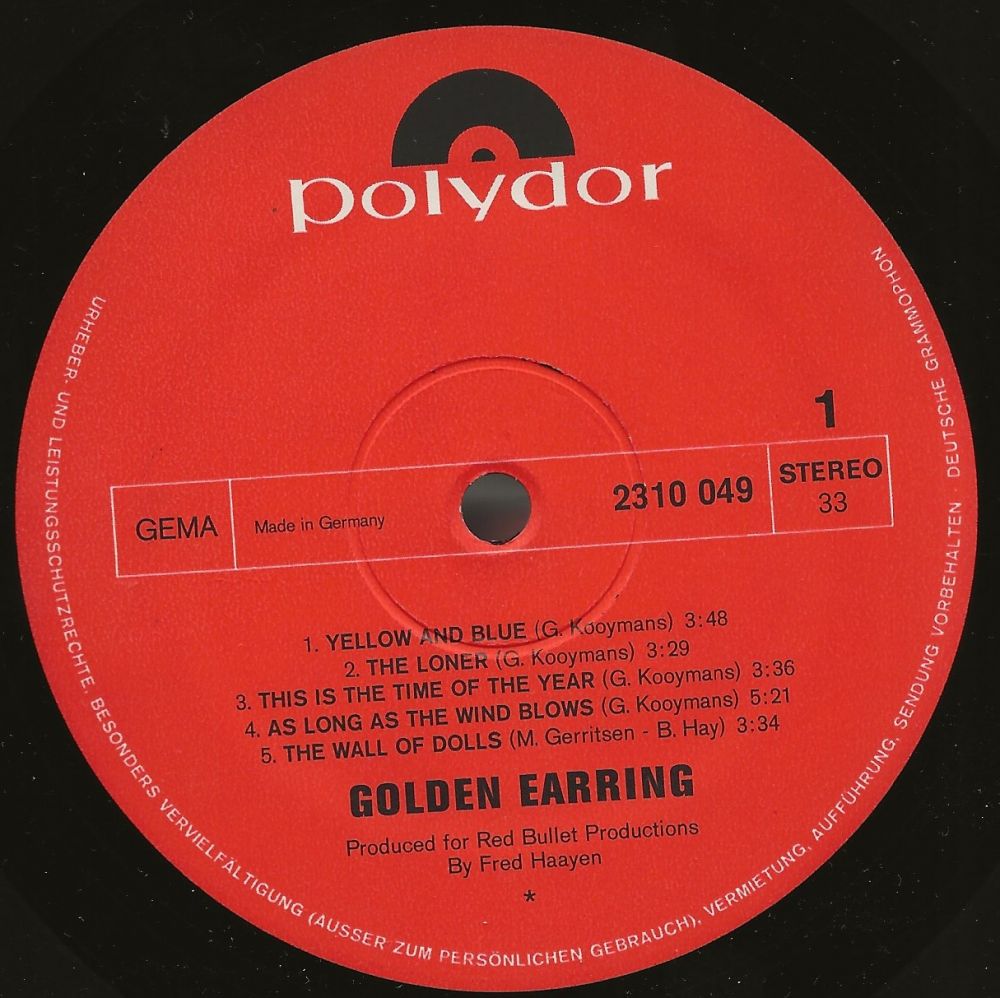 polydor
1
GEMA
Made in Germany
2310 049
STEREO
33
1. YELLOW AND BLUE (G. Kooymans) 3:48
2. THE LONER (G. Kooymans) 3:29
3. THIS IS THE TIME OF THE YEAR (G. Kooymans) 3:36
4. AS LONG AS THE WIND BLOWS (G. Kooymans) 5:21
5. THE WALL OF DOLLS (M. Gerritsen - B. Hay) 3:34
GOLDEN EARRING
Produced for Red Bullet Productions
By Fred Haayen
*
URHEBER- UND LEISTUNGSSCHUTZRECHTE, BESONDERS VERVIELFÄLTIGUNG (AUSSER ZUM PERSÖNLICHEN GEBRAUCH), VERMIETUNG, AUFFÜHRUNG, SENDUNG VORBEHALTEN DEUTSCHE GRAMMOPHON